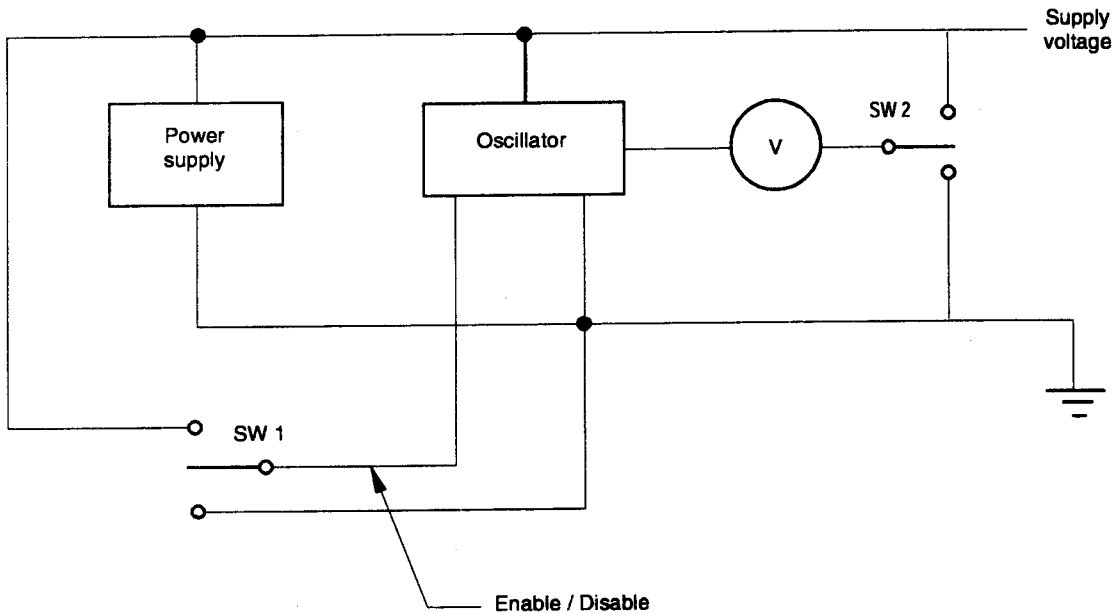 Supply
voltage
Power
supply
Oscillator
V
SW 2
SW 1
Enable / Disable